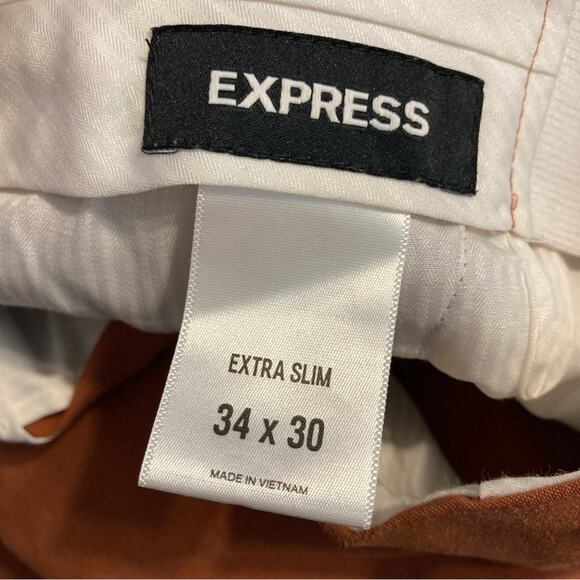 EXPRESS
EXTRA SLIM
34 x 30
MADE IN VIETNAM